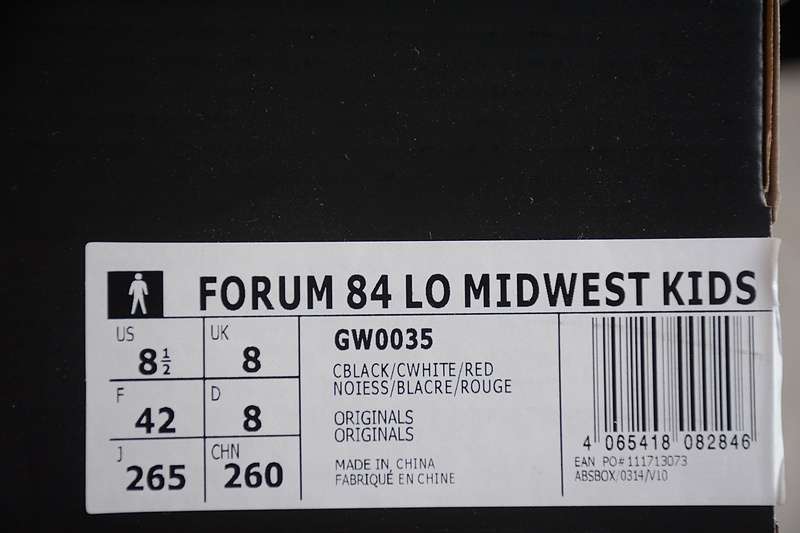 FORUM 84 LO MIDWEST KIDS
US 8½ UK 8
F 42 D 8
J 265 CHN 260
GW0035
CBLACK/CWHITE/RED
NOIESS/BLACRE/ROUGE
ORIGINALS
ORIGINALS
MADE IN CHINA
FABRIQUÉ EN CHINE
4 065418 082846
EAN PO# 111713073
ABSBOX/0314/V10